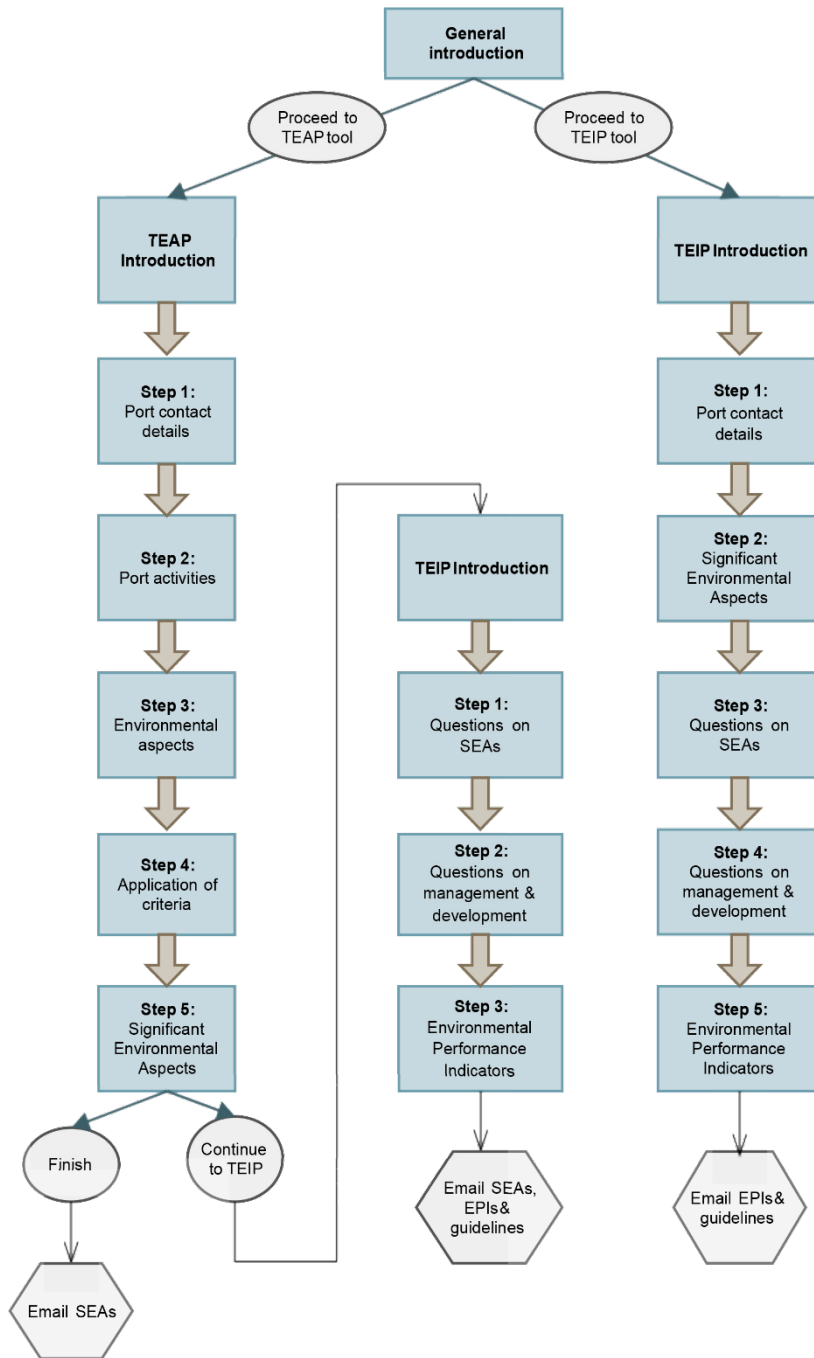 General
introduction
Proceed to
TEAP tool
Proceed to
TEIP tool
TEAP
Introduction
TEIP Introduction
Step 1:
Port contact
details
Step 1:
Port contact
details
Step 2:
Port activities
TEIP Introduction
Step 2:
Significant
Environmental
Aspects
Step 3:
Environmental
aspects
Step 1:
Questions on
SEAs
Step 3:
Questions on
SEAs
Step 4:
Application of
criteria
Step 2:
Questions on
management &
development
Step 4:
Questions on
management &
development
Step 5:
Significant
Environmental
Aspects
Step 3:
Environmental
Performance
Indicators
Step 5:
Environmental
Performance
Indicators
Finish
Continue
to TEIP
Email SEAs,
EPIs &
guidelines
Email EPIs &
guidelines
Email SEAs